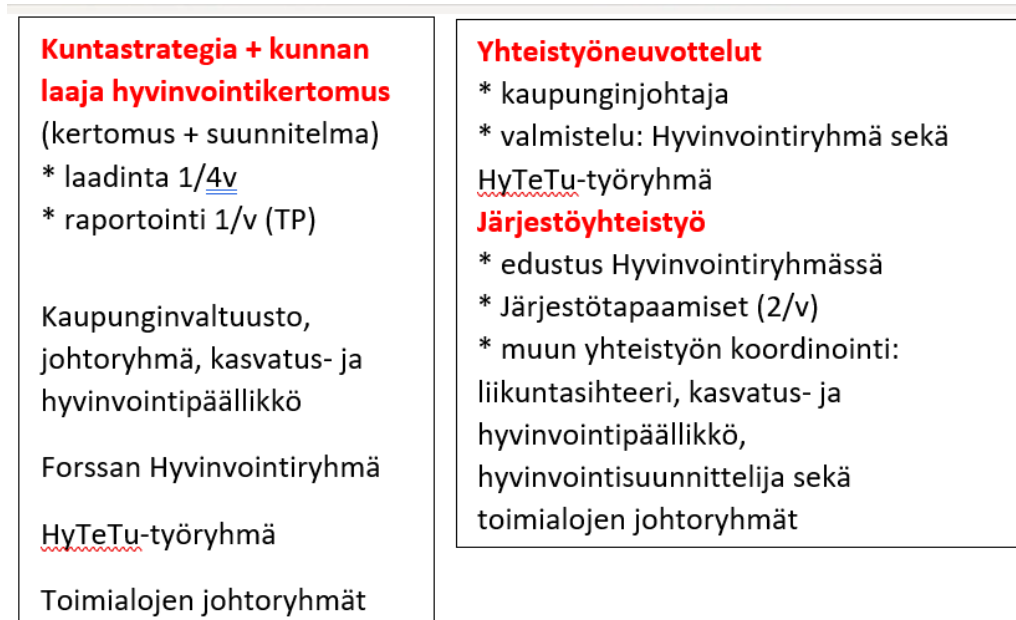 Kuntastrategia + kunnan
laaja hyvinvointikertomus
(kertomus + suunnitelma)
* laadinta 1/4v
* raportointi 1/v (TP)
Kaupunginvaltuusto,
johtoryhmä, kasvatus- ja
hyvinvointipäällikkö
Forssan Hyvinvointiryhmä
HyTeTu-työryhmä
Toimialojen johtoryhmät
Yhteistyöneuvottelut
* kaupunginjohtaja
* valmistelu: Hyvinvointiryhmä sekä
HyTeTu-työryhmä
Järjestöyhteistyö
* edustus Hyvinvointiryhmässä
* Järjestötapaamiset (2/v)
* muun yhteistyön koordinointi:
liikuntasihteeri, kasvatus- ja
hyvinvointipäällikkö,
hyvinvointisuunnittelija sekä
toimialojen johtoryhmät